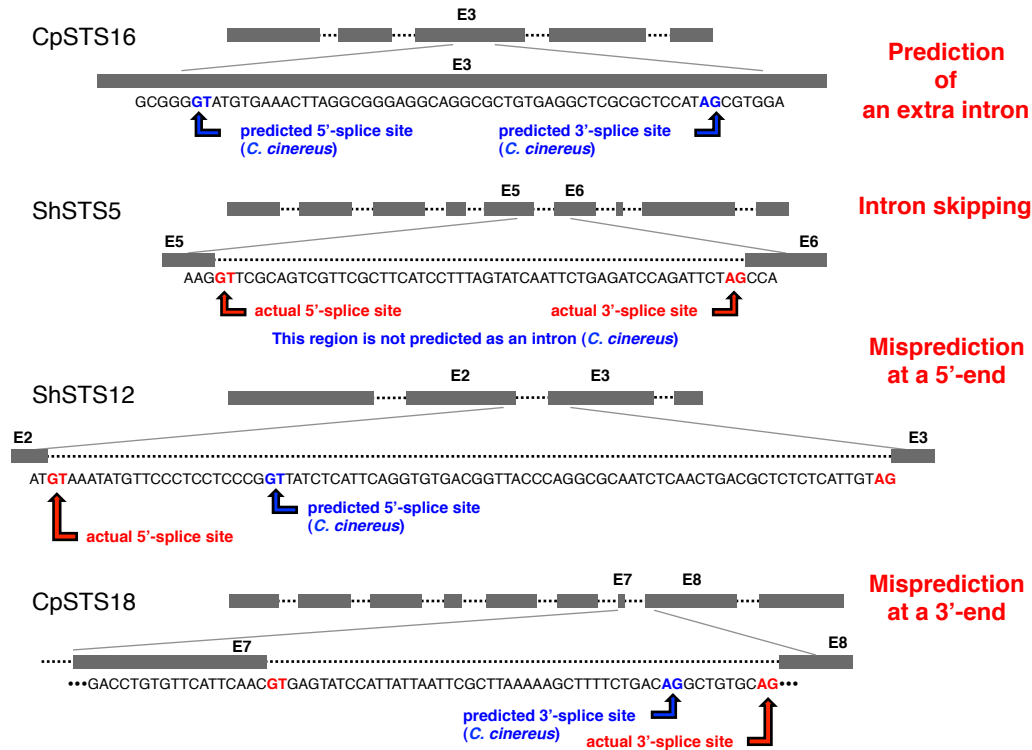 CpSTS16
E3
Prediction
of
an extra intron
E3
GCGGGGTATGTGAAACTTAGGCGGGAGGCAGGCGCTGTGAGGCTCGCGCTCCATAGCGTGGA
predicted 5’-splice site
(C. cinereus)
predicted 3’-splice site
(C. cinereus)
ShSTS5
E5
E6
Intron skipping
E5
E6
AAGGTTCGCAGTCGTTCGCTTCATCCTTTAGTATCAATTCTGAGATCCAGATTCTAGCCA
actual 5’-splice site
actual 3’-splice site
This region is not predicted as an intron (C. cinereus)
Misprediction
at a 5’-end
ShSTS12
E2
E3
E2
E3
ATGTAAATATGTTCCCTCCTCCCGGTTATCTCATTCAGGTGTGACGGTTACCCAGGCGCAATCTCAACTGACGCTCTCTCATTGTAG
predicted 5’-splice site
(C. cinereus)
actual 5’-splice site
CpSTS18
E7
E8
Misprediction
at a 3’-end
E7
E8
•••GACCTGTGTTCATTCAACGTGAGTATCCATTATTAATTCGCTTAAAAAGCTTTTCTGACAGGCTGTGCAG•••
predicted 3’-splice site
(C. cinereus)
actual 3’-splice site